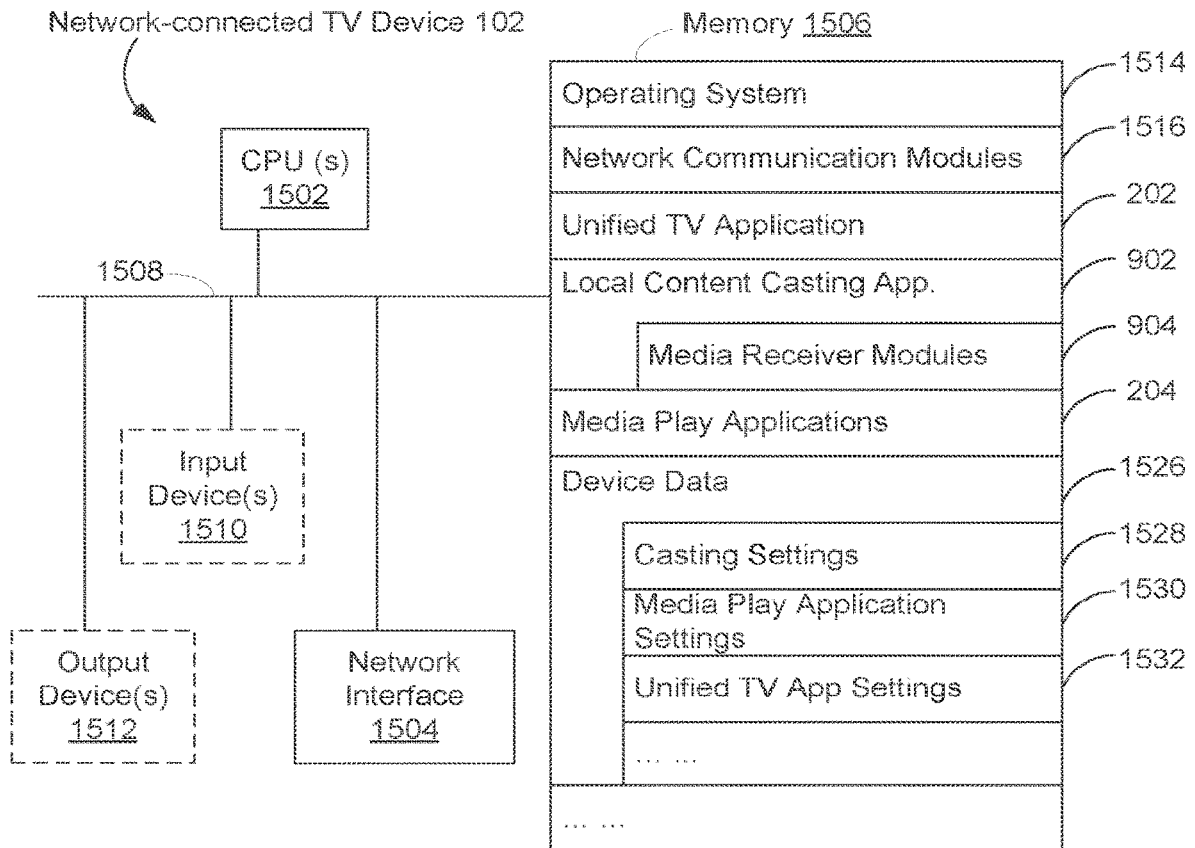 Network-connected TV Device 102
Memory 1506
CPU (s)
1502
1508
Input
Device(s)
1510
Output
Device(s)
1512
Network
Interface
1504
Operating System
1514
Network Communication Modules
1516
Unified TV Application
202
Local Content Casting App.
902
Media Receiver Modules
904
Media Play Applications
204
Device Data
1526
Casting Settings
1528
Media Play Application
Settings
1530
Unified TV App Settings
1532
... ...
... ...